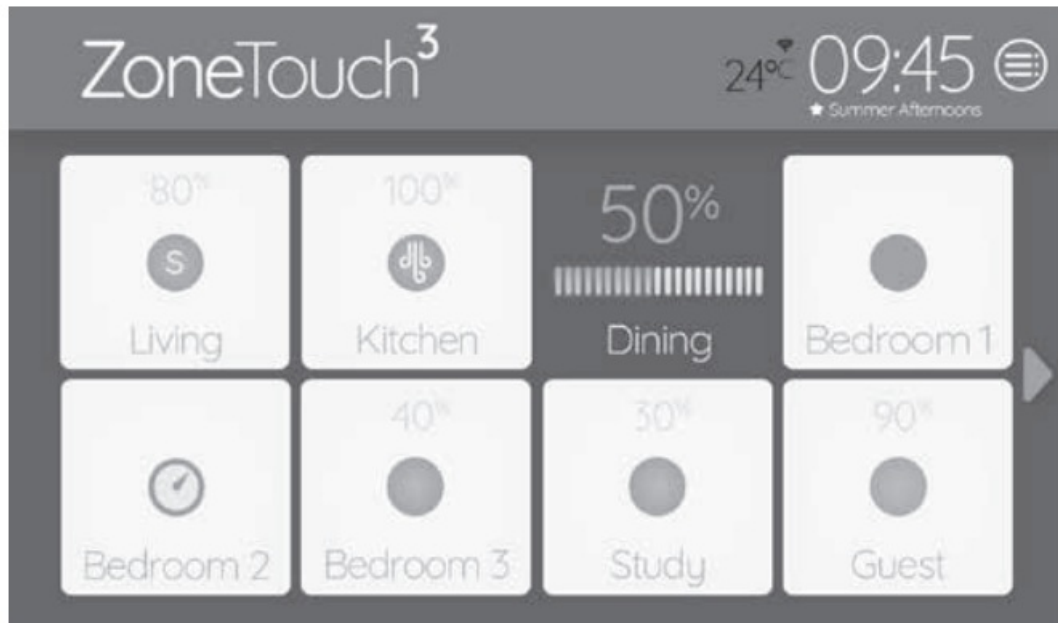 ZoneTouch³
24°C 09:45
Summer Afternoons
80% 100% 50%
S
Living Kitchen Dining Bedroom 1
40% 30% 90%
Bedroom 2 Bedroom 3 Study Guest